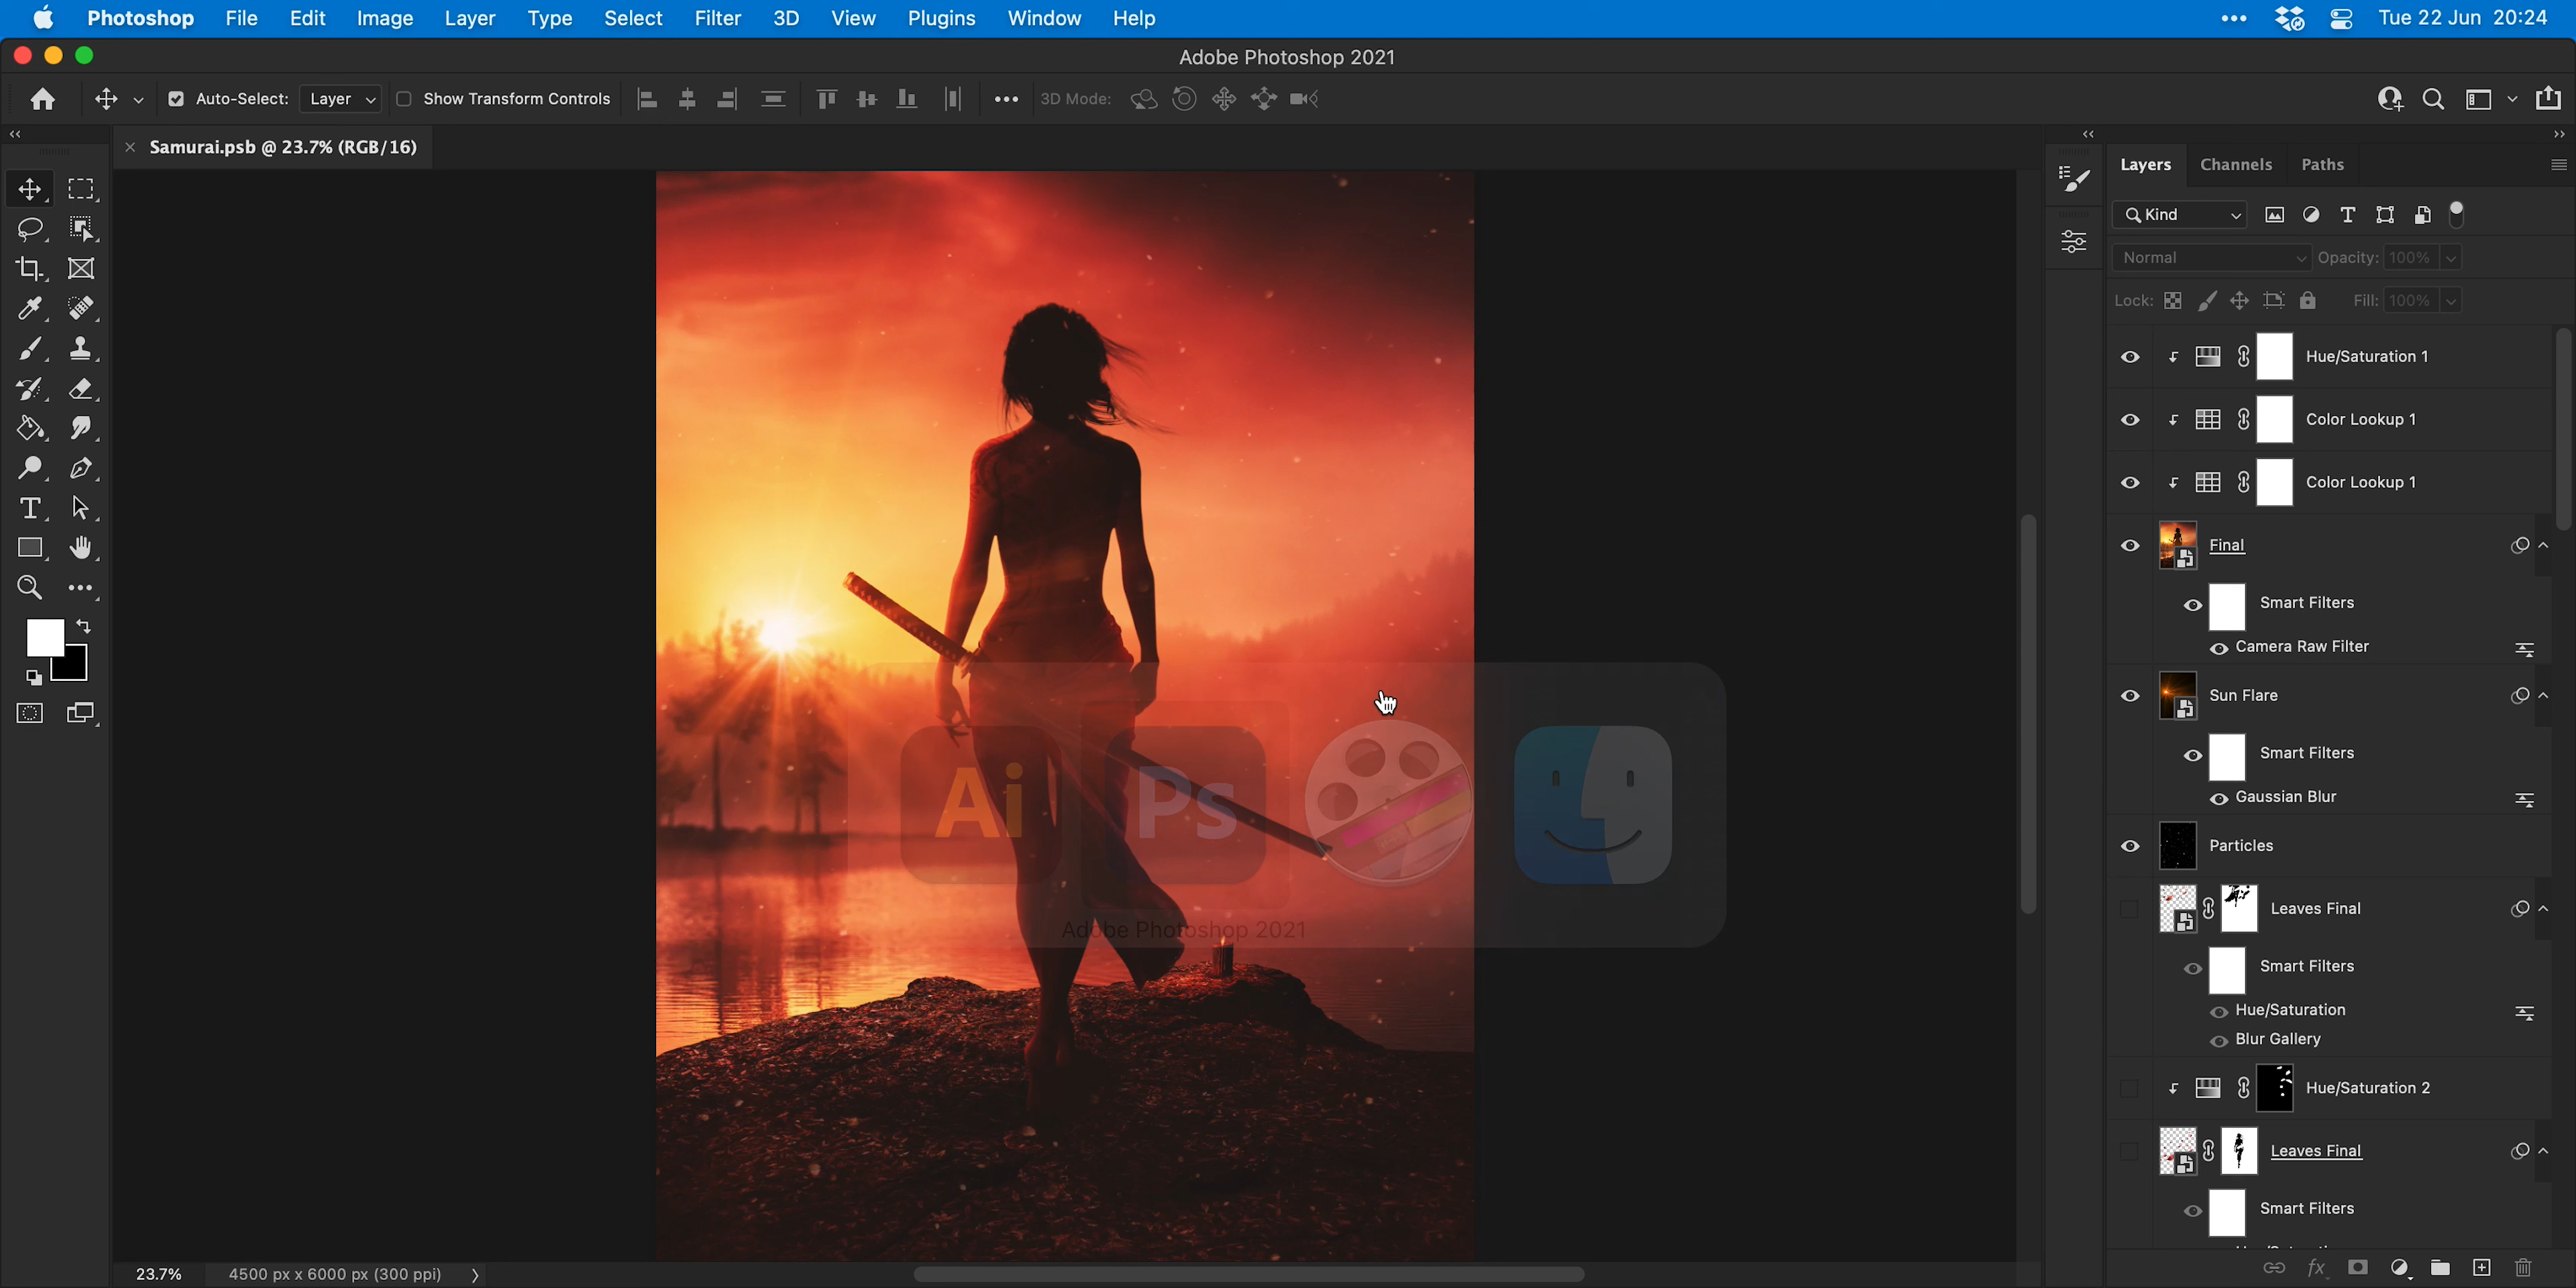 Photoshop File Edit Image Layer Type Select Filter 3D View Plugins Window Help Tue 22 Jun 20:24
Adobe Photoshop 2021
Auto-Select: Layer Show Transform Controls 3D Mode:
Samurai.psb @ 23.7% (RGB/16)
Layers Channels Paths
Kind
Normal Opacity: 100%
Lock: Fill: 100%
Hue/Saturation 1
Color Lookup 1
Color Lookup 1
Final
Smart Filters
Camera Raw Filter
Sun Flare
Smart Filters
Gaussian Blur
Ai Ps
Particles
Leaves Final
Adobe Photoshop 2021
Smart Filters
Hue/Saturation
Blur Gallery
Hue/Saturation 2
Leaves Final
Smart Filters
23.7% 4500 px x 6000 px (300 ppi)
fx